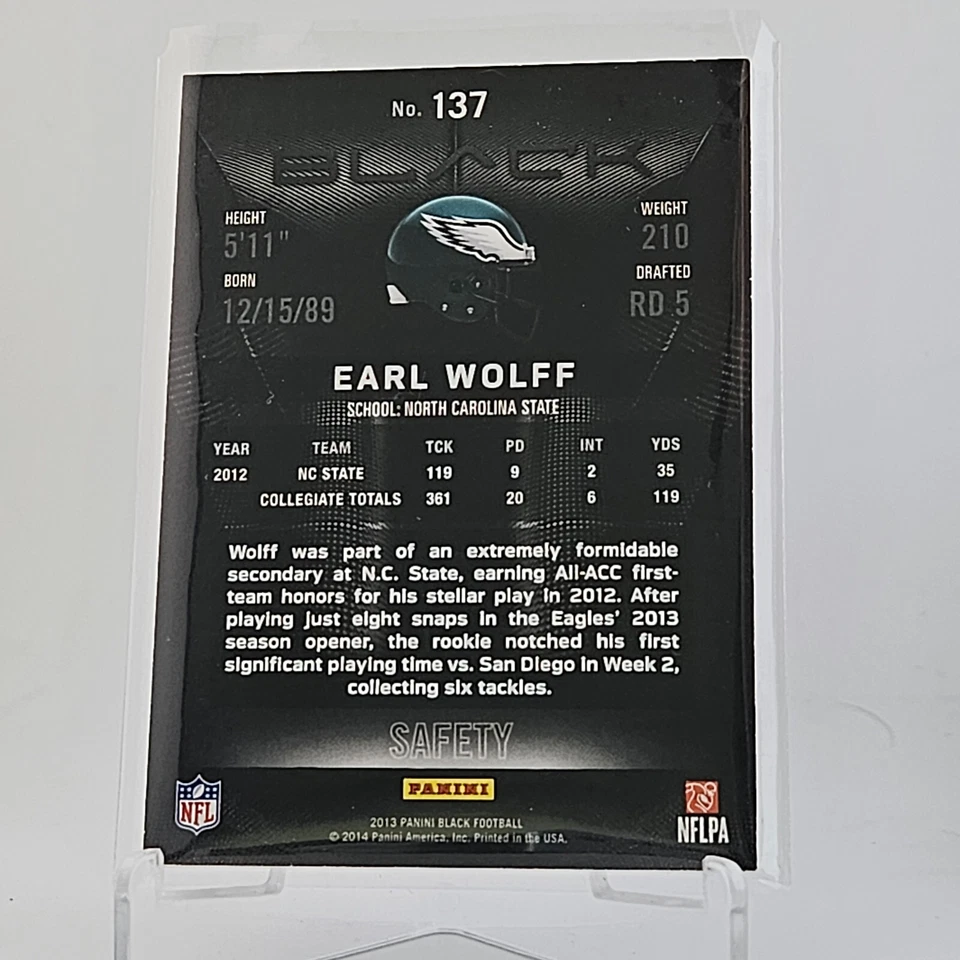 No. 137
BLACK
HEIGHT
5'11"
BORN
12/15/89
WEIGHT
210
DRAFTED
RD 5
EARL WOLFF
SCHOOL: NORTH CAROLINA STATE
YEAR TEAM TCK PD INT YDS
2012 NC STATE 119 9 2 35
COLLEGIATE TOTALS 361 20 6 119
Wolff was part of an extremely formidable
secondary at N.C. State, earning All-ACC first-
team honors for his stellar play in 2012. After
playing just eight snaps in the Eagles' 2013
season opener, the rookie notched his first
significant playing time vs. San Diego in Week 2,
collecting six tackles.
SAFETY
NFL
PANINI
NFLPA
2013 PANINI BLACK FOOTBALL
© 2014 Panini America, Inc. Printed in the USA.